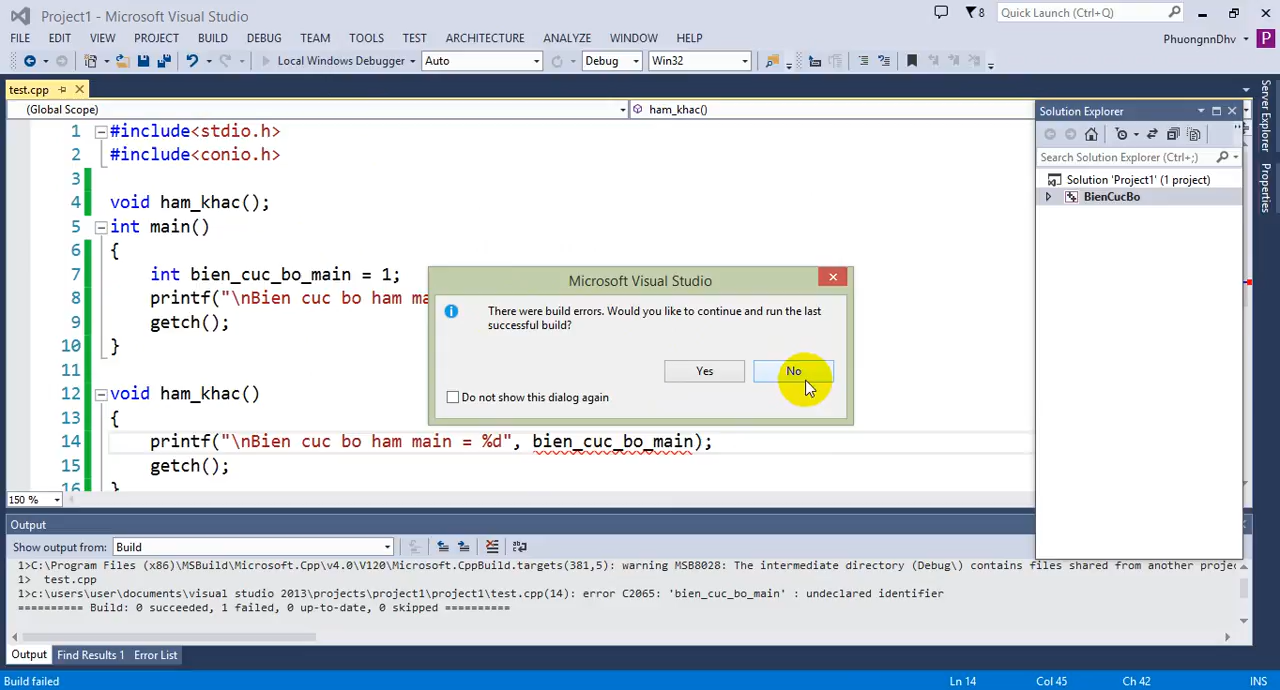 Project1 - Microsoft Visual Studio
8
Quick Launch (Ctrl+Q)
FILE EDIT VIEW PROJECT BUILD DEBUG TEAM TOOLS TEST ARCHITECTURE ANALYZE WINDOW HELP
PhuongnnDhv P
Local Windows Debugger Auto Debug Win32
test.cpp
(Global Scope) ham_khac()
1 #include<stdio.h>
2 #include<conio.h>
3
4 void ham_khac();
5 int main()
6 {
7 int bien_cuc_bo_main = 1;
8 printf("\nBien cuc bo ham ma
9 getch();
10 }
11
12 void ham_khac()
13 {
14 printf("\nBien cuc bo ham main = %d", bien_cuc_bo_main);
15 getch();
16 }
150 %
Microsoft Visual Studio
There were build errors. Would you like to continue and run the last
successful build?
Yes No
Do not show this dialog again
Solution Explorer
Search Solution Explorer (Ctrl+;)
Solution 'Project1' (1 project)
BienCucBo
Server Explorer
Properties
Output
Show output from: Build
1>C:\Program Files (x86)\MSBuild\Microsoft.Cpp\v4.0\V120\Microsoft.CppBuild.targets(381,5): warning MSB8028: The intermediate directory (Debug\) contains files shared from another proje
1> test.cpp
1>c:\users\user\documents\visual studio 2013\projects\project1\project1\test.cpp(14): error C2065: 'bien_cuc_bo_main' : undeclared identifier
========== Build: 0 succeeded, 1 failed, 0 up-to-date, 0 skipped ==========
Output Find Results 1 Error List
Build failed Ln 14 Col 45 Ch 42 INS